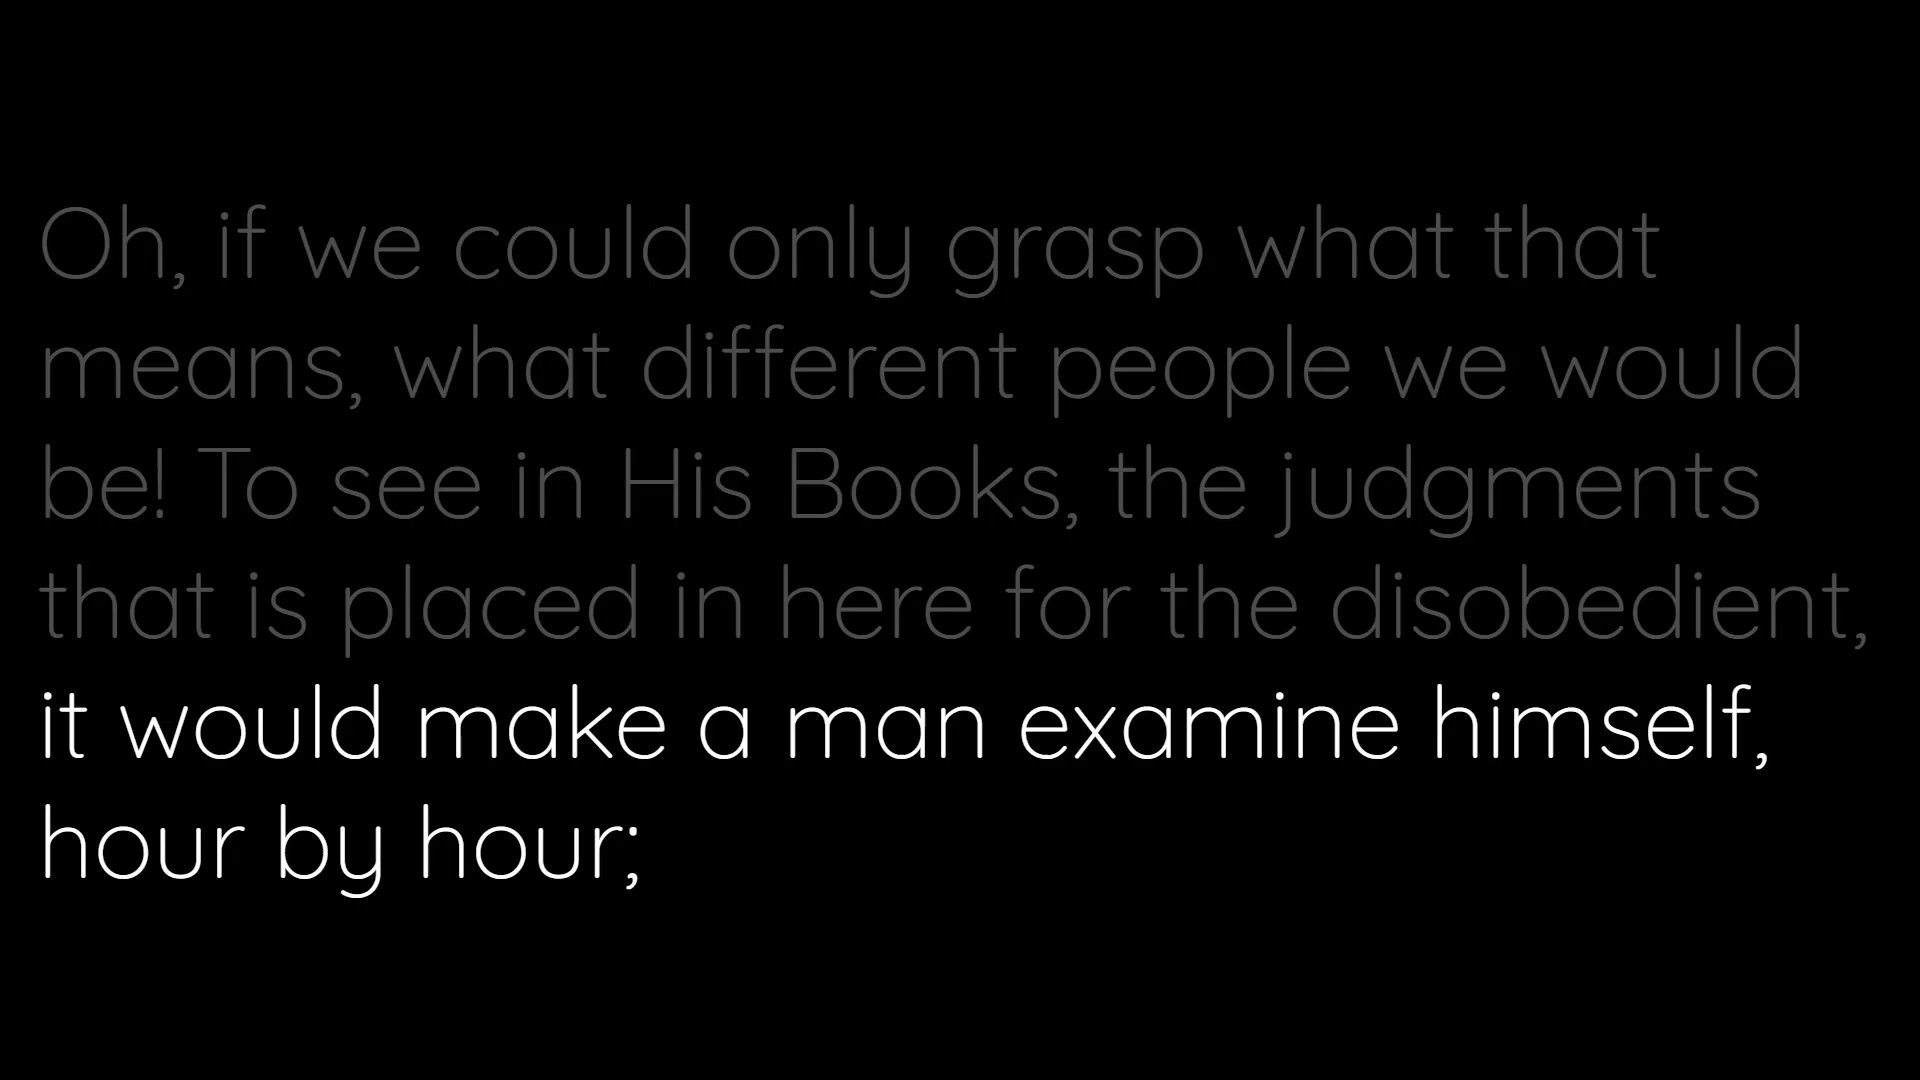 Oh, if we could only grasp what that
means, what different people we would
be! To see in His Books, the judgments
that is placed in here for the disobedient,
it would make a man examine himself,
hour by hour;